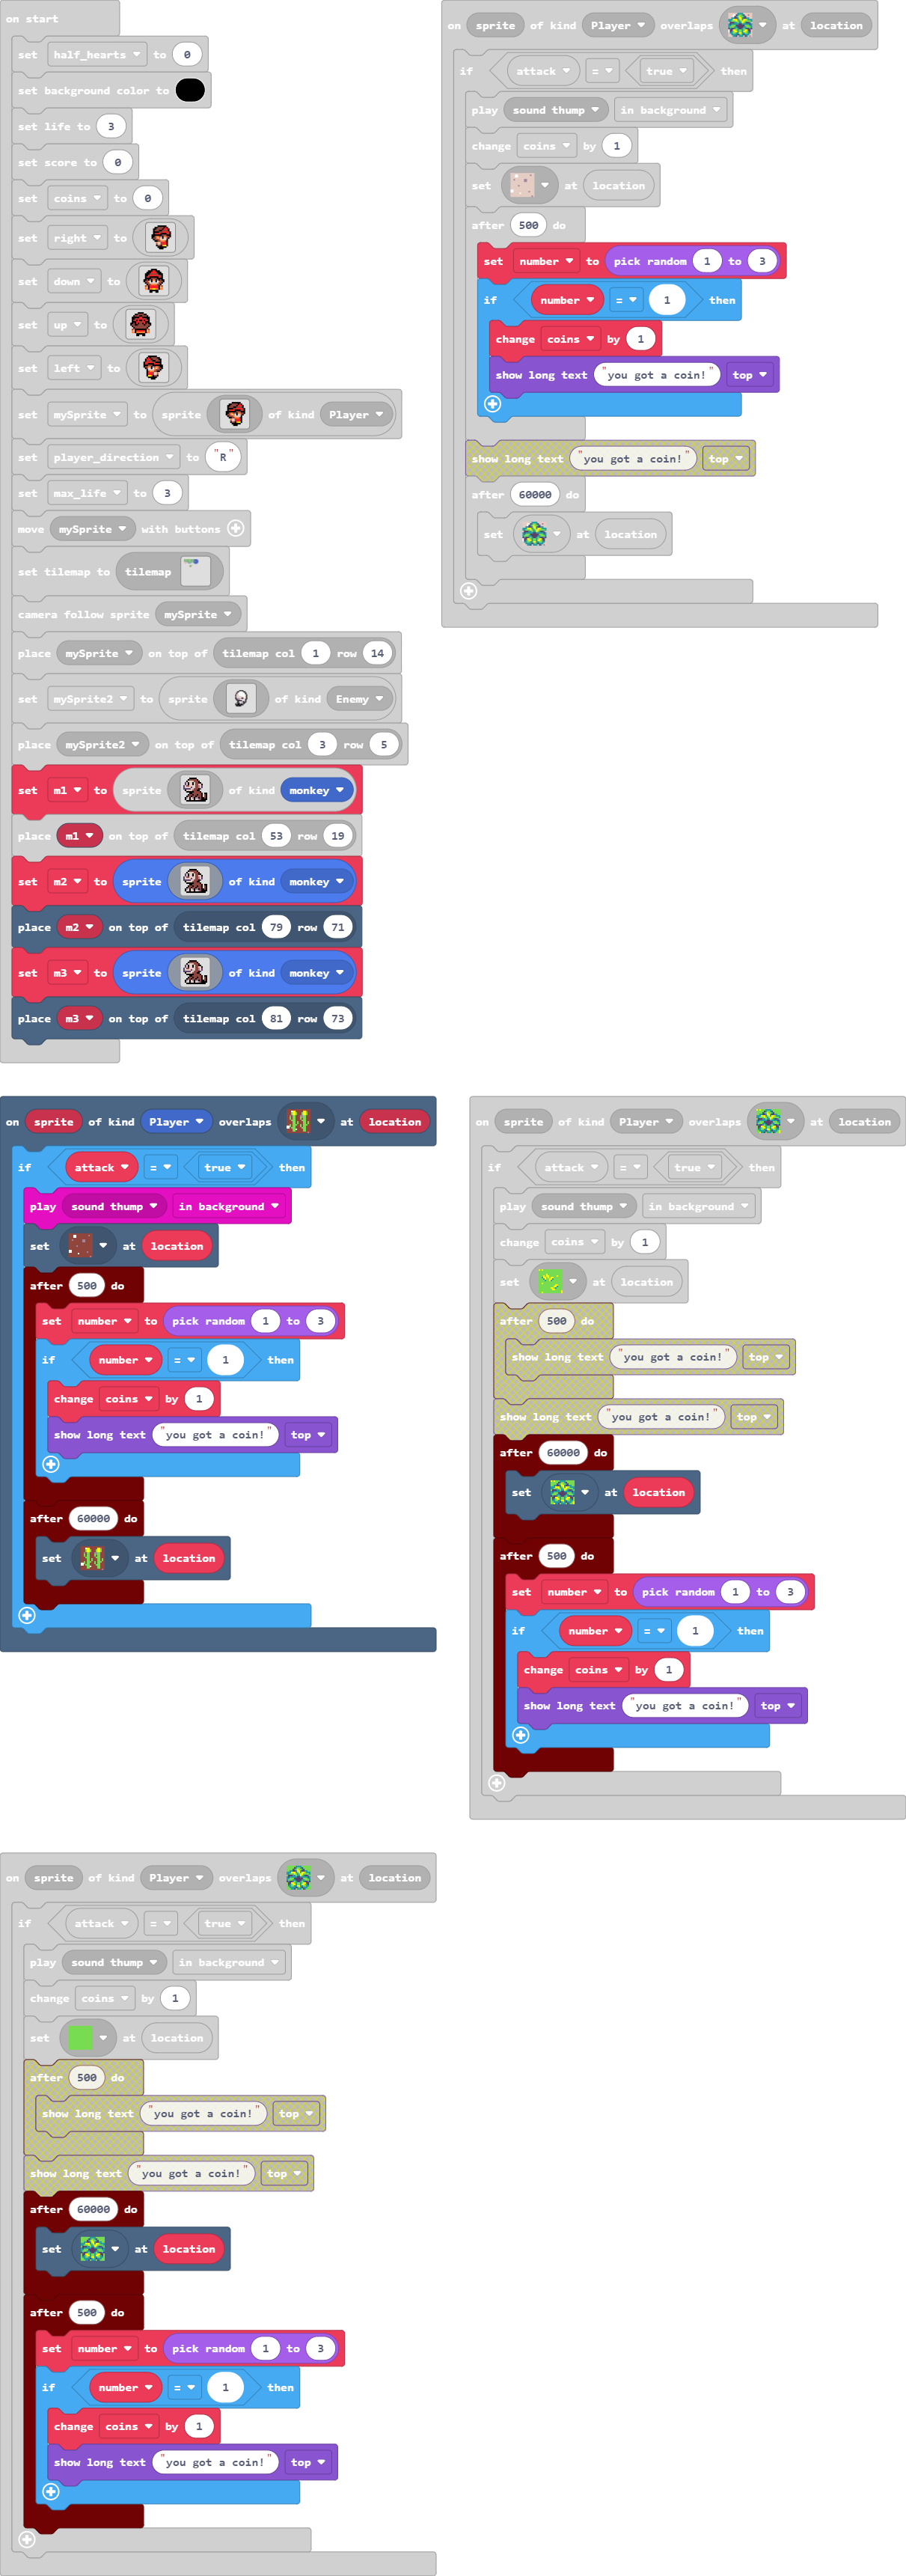 on start
set half_hearts to 0
set background color to
set life to 3
set score to 0
set coins to 0
set right to
set down to
set up to
set left to
set mySprite to sprite of kind Player
set player_direction to "R"
set max_life to 3
move mySprite with buttons
set tilemap to tilemap
camera follow sprite mySprite
place mySprite on top of tilemap col 1 row 14
set mySprite2 to sprite of kind Enemy
place mySprite2 on top of tilemap col 3 row 5
set m1 to sprite of kind monkey
place m1 on top of tilemap col 53 row 19
set m2 to sprite of kind monkey
place m2 on top of tilemap col 79 row 71
set m3 to sprite of kind monkey
place m3 on top of tilemap col 81 row 73
on sprite of kind Player overlaps at location
if attack = true then
play sound thump in background
change coins by 1
set at location
after 500 do
set number to pick random 1 to 3
if number = 1 then
change coins by 1
show long text "you got a coin!" top
show long text "you got a coin!" top
after 60000 do
set at location
on sprite of kind Player overlaps at location
if attack = true then
play sound thump in background
set at location
after 500 do
set number to pick random 1 to 3
if number = 1 then
change coins by 1
show long text "you got a coin!" top
after 60000 do
set at location
on sprite of kind Player overlaps at location
if attack = true then
play sound thump in background
change coins by 1
set at location
after 500 do
show long text "you got a coin!" top
show long text "you got a coin!" top
after 60000 do
set at location
after 500 do
set number to pick random 1 to 3
if number = 1 then
change coins by 1
show long text "you got a coin!" top
on sprite of kind Player overlaps at location
if attack = true then
play sound thump in background
change coins by 1
set at location
after 500 do
show long text "you got a coin!" top
show long text "you got a coin!" top
after 60000 do
set at location
after 500 do
set number to pick random 1 to 3
if number = 1 then
change coins by 1
show long text "you got a coin!" top